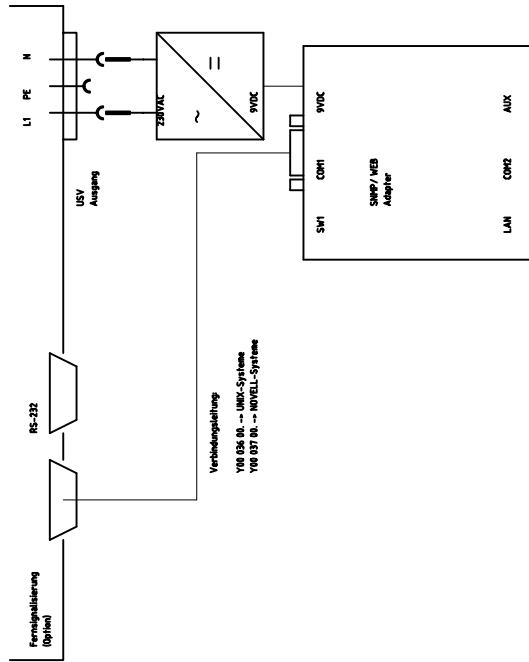 Fernsignalisierung
(Option)
RS-232
USV
Ausgang
L1
PE
N
230VAC
~
=
9VDC
Verbindungsleitung:
Y00 036 00. --> UNIX-Systeme
Y00 037 00. --> NOVELL-Systeme
SW1
COM1
9VDC
SNMP/ WEB
Adapter
LAN
COM2
AUX